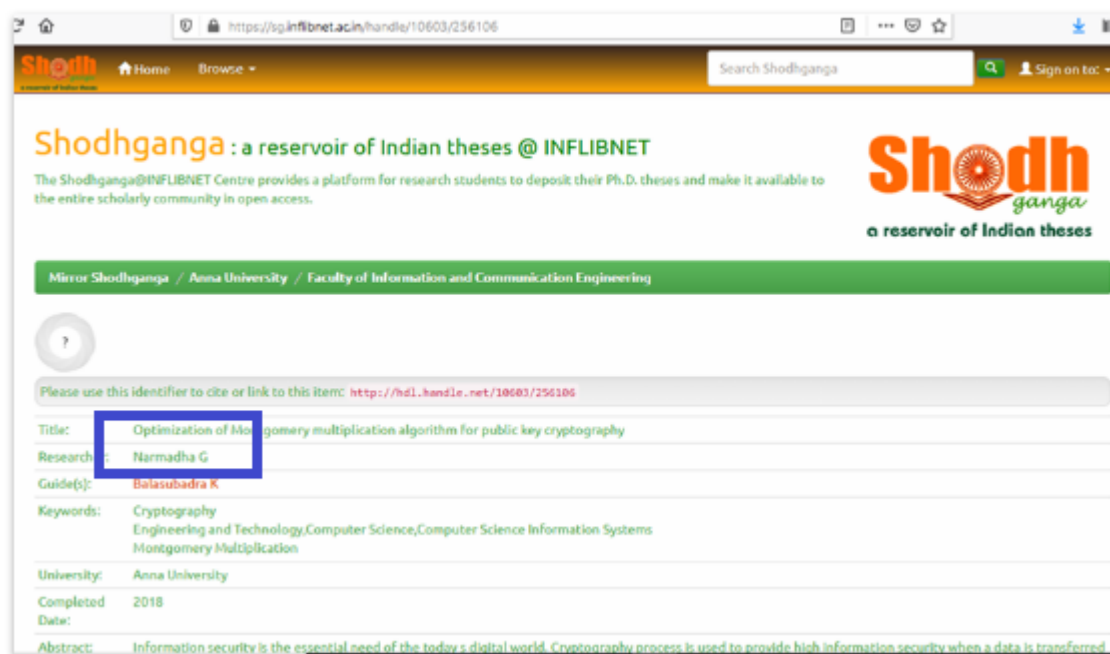 https://sg.inflibnet.ac.in/handle/10603/256106
Shodh
ganga
a reservoir of Indian theses
Home Browse Search Shodhganga Sign on to:
Shodhganga : a reservoir of Indian theses @ INFLIBNET
The Shodhganga@INFLIBNET Centre provides a platform for research students to deposit their Ph.D. theses and make it available to
the entire scholarly community in open access.
Shodh
ganga
a reservoir of Indian theses
Mirror Shodhganga / Anna University / Faculty of Information and Communication Engineering
?
Please use this identifier to cite or link to this item: http://hdl.handle.net/10603/256106
Title: Optimization of Montgomery multiplication algorithm for public key cryptography
Researcher: Narmadha G
Guide(s): Balasubadra K
Keywords: Cryptography
Engineering and Technology,Computer Science,Computer Science Information Systems
Montgomery Multiplication
University: Anna University
Completed 2018
Date:
Abstract: Information security is the essential need of the today s digital world. Cryptography process is used to provide high information security when a data is transferred.